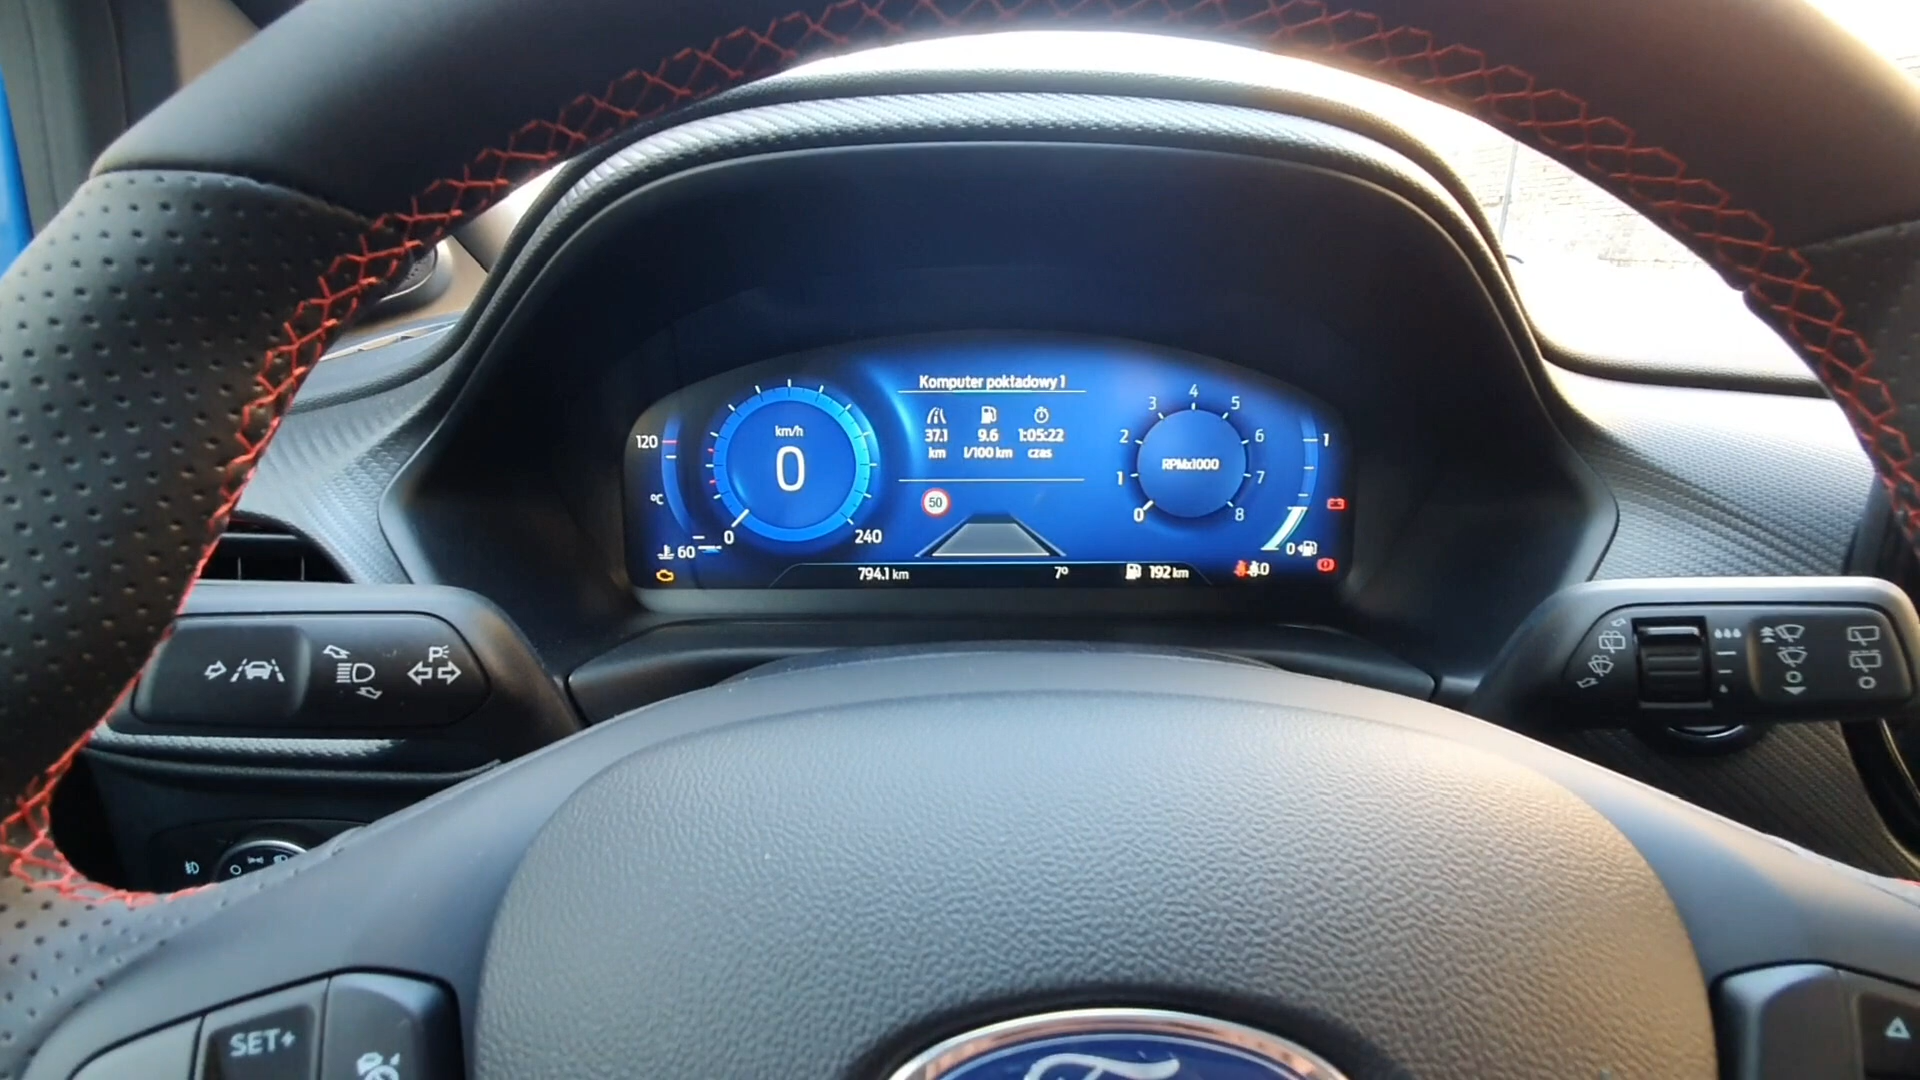 Komputer pokładowy 1
37.1 9.6 1:05:22
km l/100 km czas
50
120
°C
60
km/h
0
0 240
0 1 2 3 4 5 6 7 8
RPMx1000
1
0
794.1 km 7° 192 km 0
P
SET+